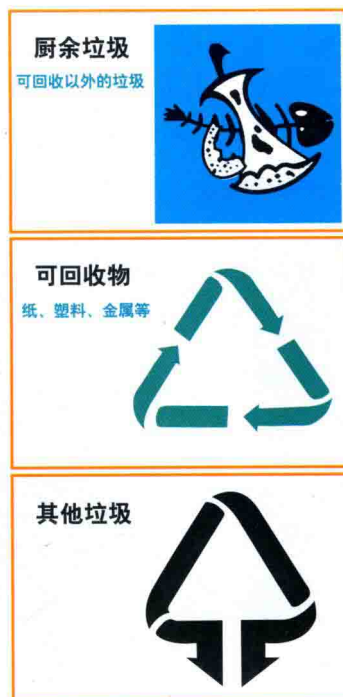 厨余垃圾
可回收以外的垃圾
可回收物
纸、塑料、金属等
其他垃圾